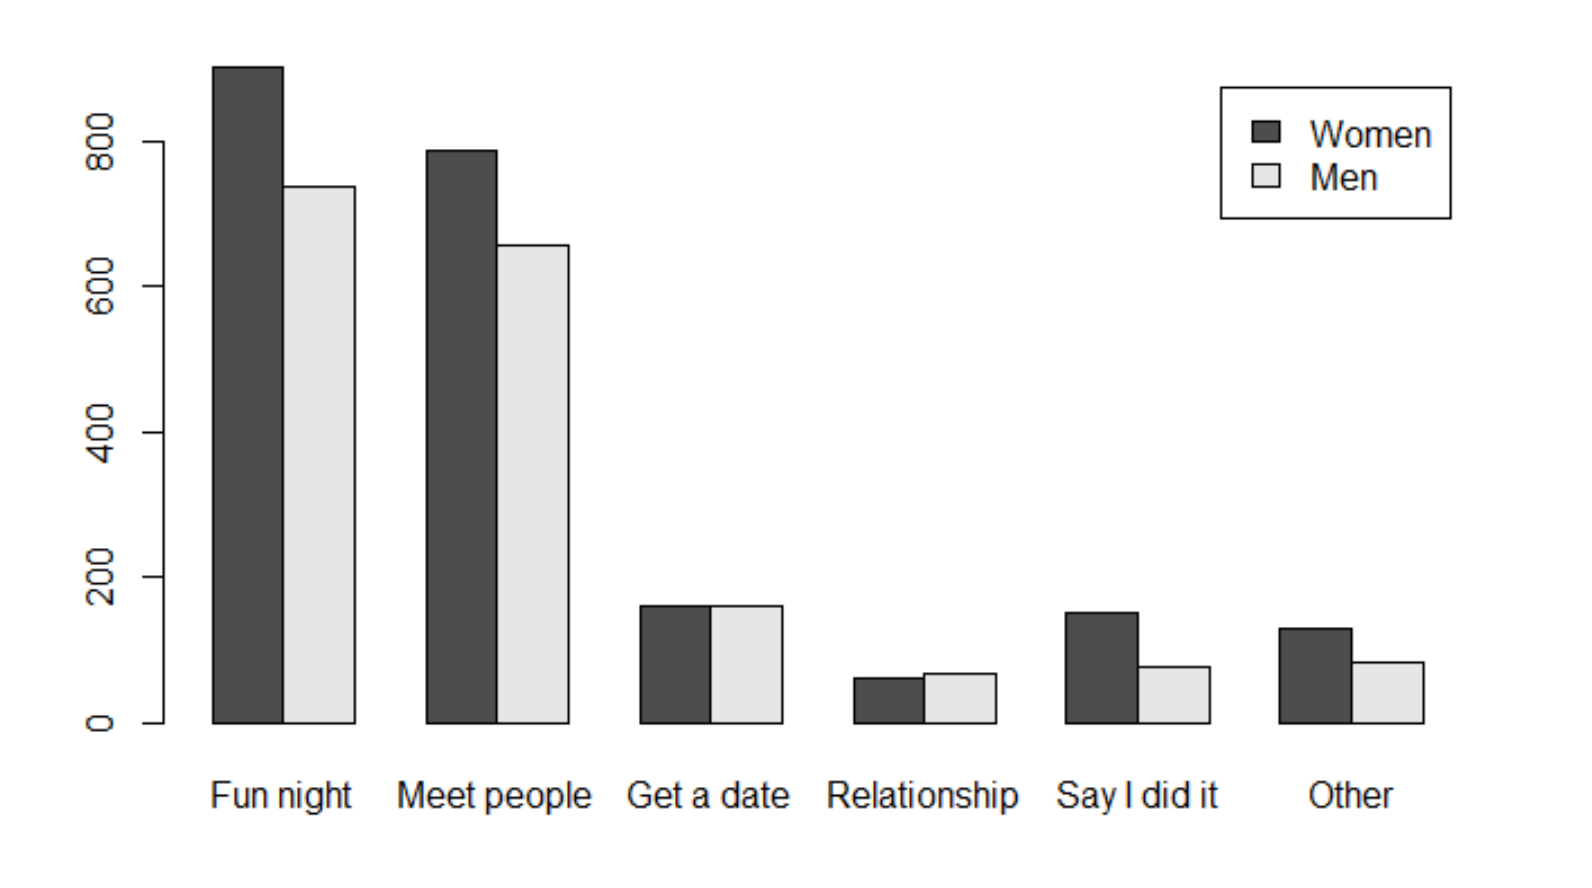 800
600
400
200
0
Women
Men
Fun night Meet people Get a date Relationship Say I did it Other